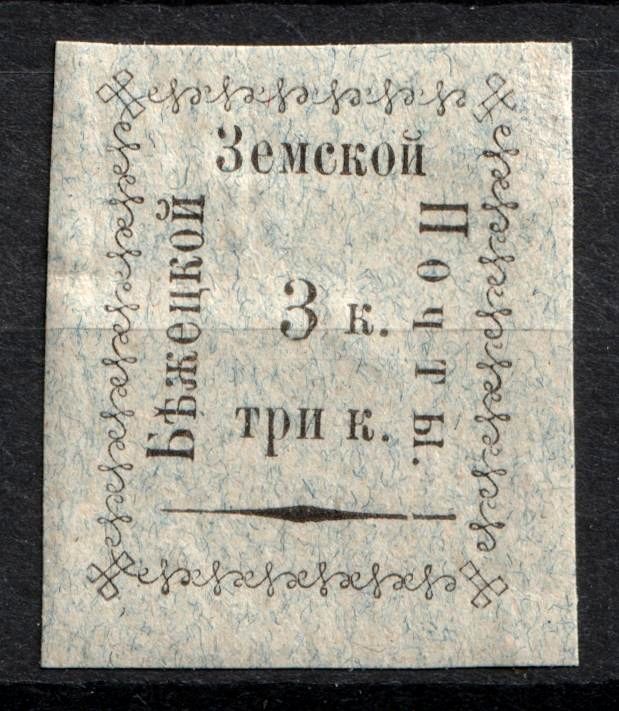 Бѣжецкой
Земской
Почты.
3 к.
три к.